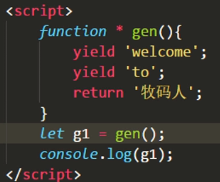 <script>
function * gen(){
yield 'welcome';
yield 'to';
return '牧码人';
}
let g1 = gen();
console.log(g1);
</script>